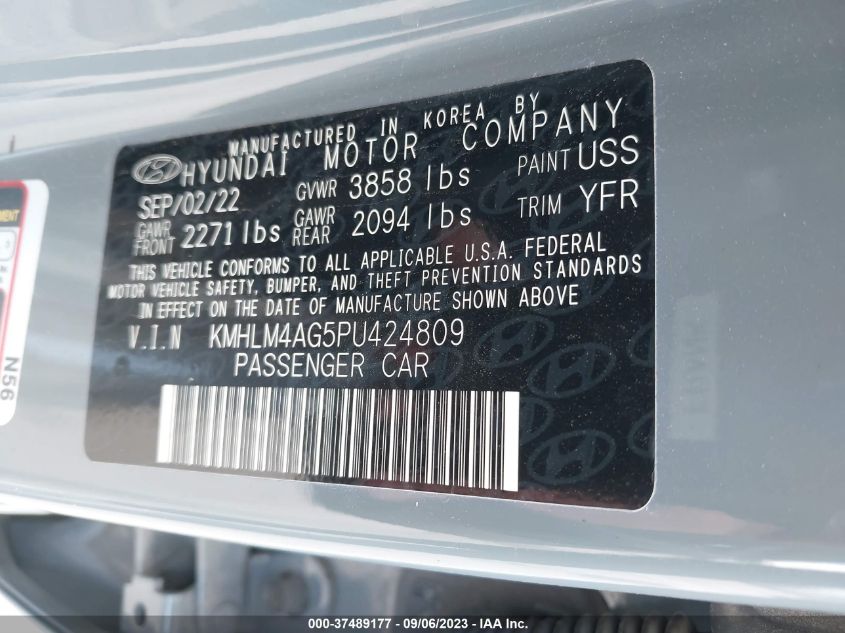 MANUFACTURED IN KOREA BY
HYUNDAI MOTOR COMPANY
SEP/02/22 GVWR 3858 lbs PAINT USS
GAWR FRONT 2271 lbs GAWR REAR 2094 lbs TRIM YFR
THIS VEHICLE CONFORMS TO ALL APPLICABLE U.S.A. FEDERAL
MOTOR VEHICLE SAFETY, BUMPER, AND THEFT PREVENTION STANDARDS
IN EFFECT ON THE DATE OF MANUFACTURE SHOWN ABOVE
V.I.N KMHLM4AG5PU424809
PASSENGER CAR
N56
000-37489177 - 09/06/2023 - IAA Inc.